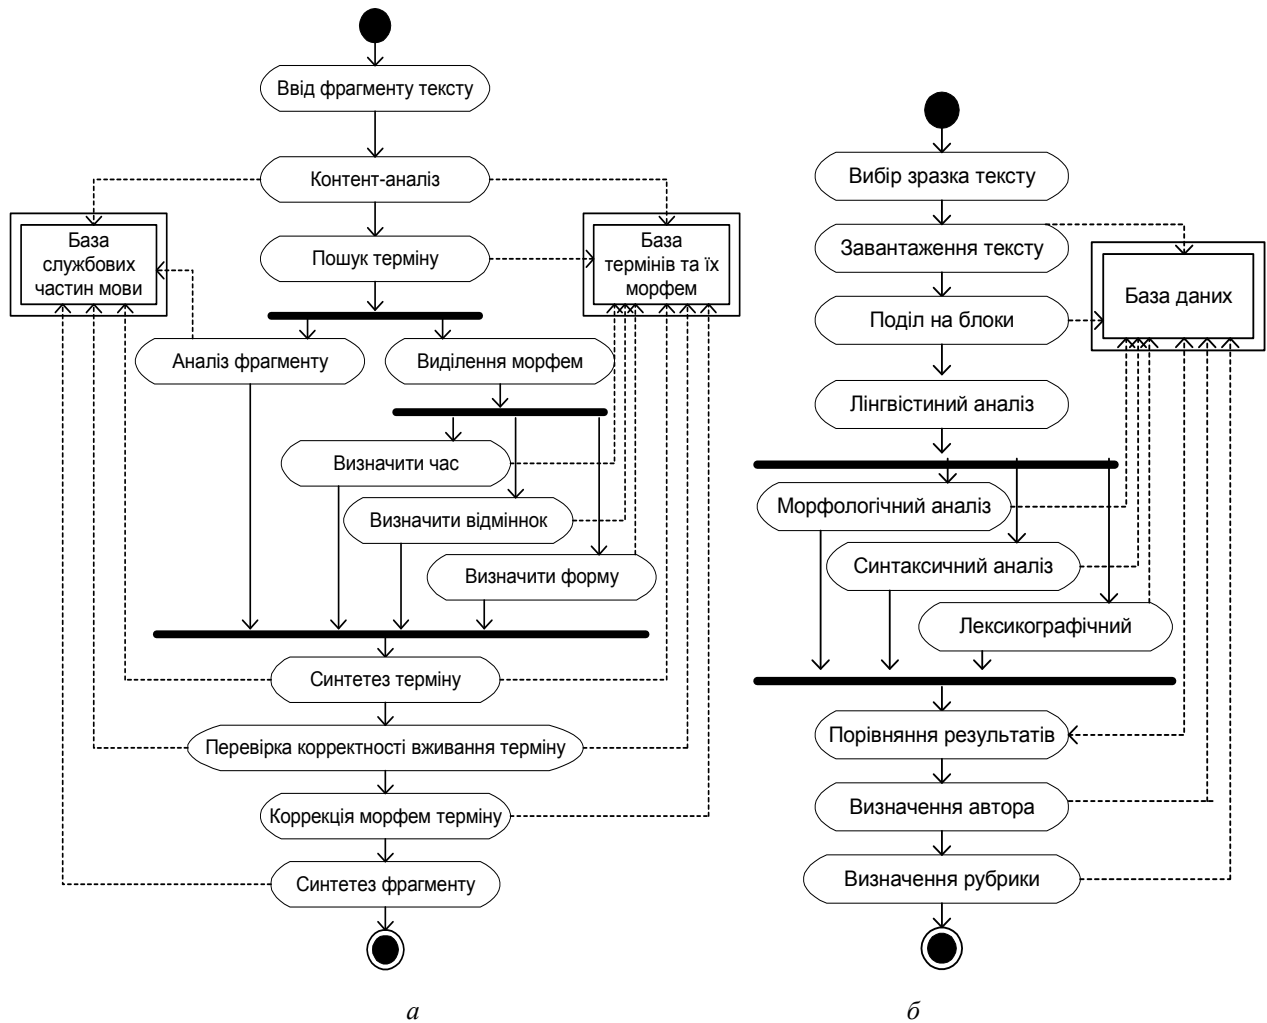 Ввід фрагменту тексту
Контент-аналіз
База
службових
частин мови
Пошук терміну
База
термінів та їх
морфем
Аналіз фрагменту
Виділення морфем
Визначити час
Визначити відміннок
Визначити форму
Синтетез терміну
Перевірка корректності вживання терміну
Коррекція морфем терміну
Синтетез фрагменту
а
Вибір зразка тексту
Завантаження тексту
База даних
Поділ на блоки
Лінгвістиний аналіз
Морфологічний аналіз
Синтаксичний аналіз
Лексикографічний
Порівняння результатів
Визначення автора
Визначення рубрики
б